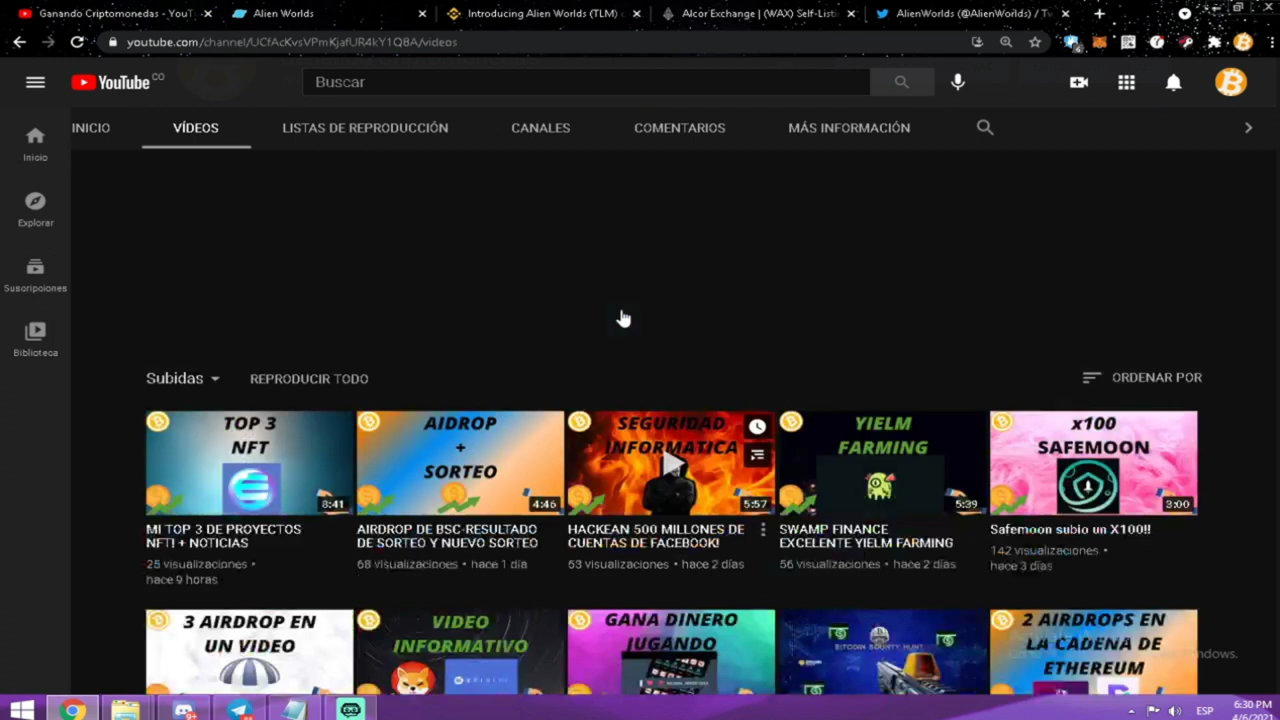 Ganando Criptomonedas - YouT
Alien Worlds
Introducing Alien Worlds (TLM)
Alcor Exchange | (WAX) Self-List
AlienWorlds (@AlienWorlds) / Tw
youtube.com/channel/UCfAcKvsVPmKjafUR4kY1Q8A/videos
YouTube CO
Buscar
INICIO
VÍDEOS
LISTAS DE REPRODUCCIÓN
CANALES
COMENTARIOS
MÁS INFORMACIÓN
Inicio
Explorar
Suscripciones
Biblioteca
Subidas
REPRODUCIR TODO
ORDENAR POR
TOP 3
NFT
8:41
MI TOP 3 DE PROYECTOS
NFT! + NOTICIAS
25 visualizaciones •
hace 9 horas
AIDROP
+
SORTEO
4:46
AIRDROP DE BSC-RESULTADO
DE SORTEO Y NUEVO SORTEO
68 visualizaciones • hace 1 día
SEGURIDAD
INFORMATICA
5:57
HACKEAN 500 MILLONES DE
CUENTAS DE FACEBOOK!
63 visualizaciones • hace 2 días
YIELM
FARMING
5:39
SWAMP FINANCE
EXCELENTE YIELM FARMING
56 visualizaciones • hace 2 días
x100
SAFEMOON
3:00
Safemoon subio un X100!!
142 visualizaciones •
hace 3 días
3 AIRDROP EN
UN VIDEO
VIDEO
INFORMATIVO
GANA DINERO
JUGANDO
BITCOIN BOUNTY HUNT
2 AIRDROPS EN
LA CADENA DE
ETHEREUM
ESP
6:30 PM
4/6/2021